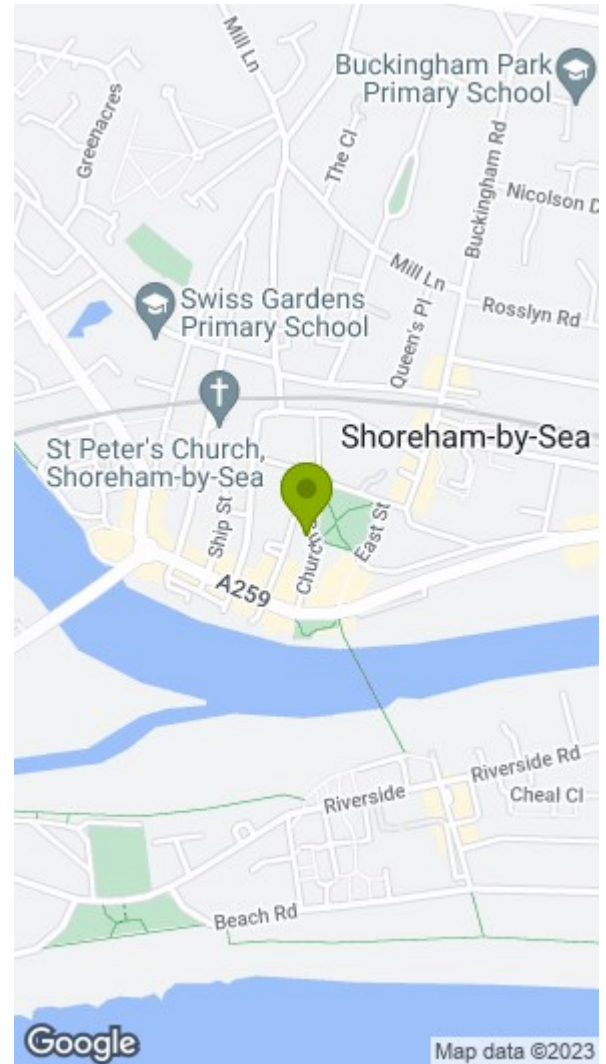 Mill Ln
Buckingham Park
Primary School
Greenacres
The Cl
Buckingham Rd
Nicolson D
Mill Ln
Swiss Gardens
Primary School
Rosslyn Rd
Queen's Pl
Shoreham-by-Sea
St Peter's Church,
Shoreham-by-Sea
Ship St
Church
East St
A259
Riverside Rd
Riverside
Cheal Cl
Beach Rd
Google
Map data ©2023